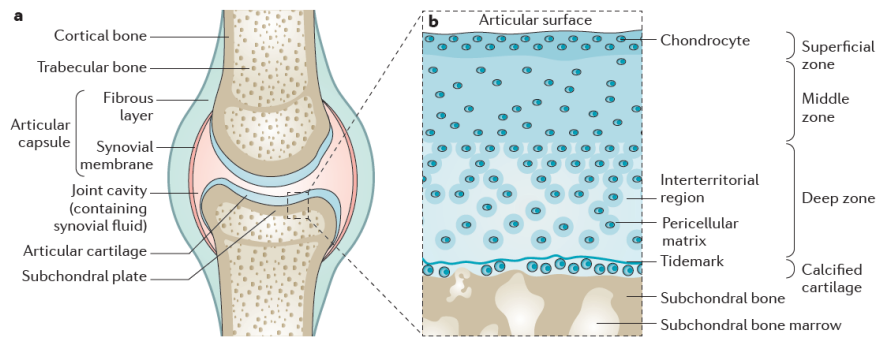 a
Cortical bone
Trabecular bone
Fibrous
layer
Articular
capsule
Synovial
membrane
Joint cavity
(containing
synovial fluid)
Articular cartilage
Subchondral plate
b
Articular surface
Chondrocyte
Superficial
zone
Middle
zone
Interterritorial
region
Deep zone
Pericellular
matrix
Tidemark
Calcified
cartilage
Subchondral bone
Subchondral bone marrow